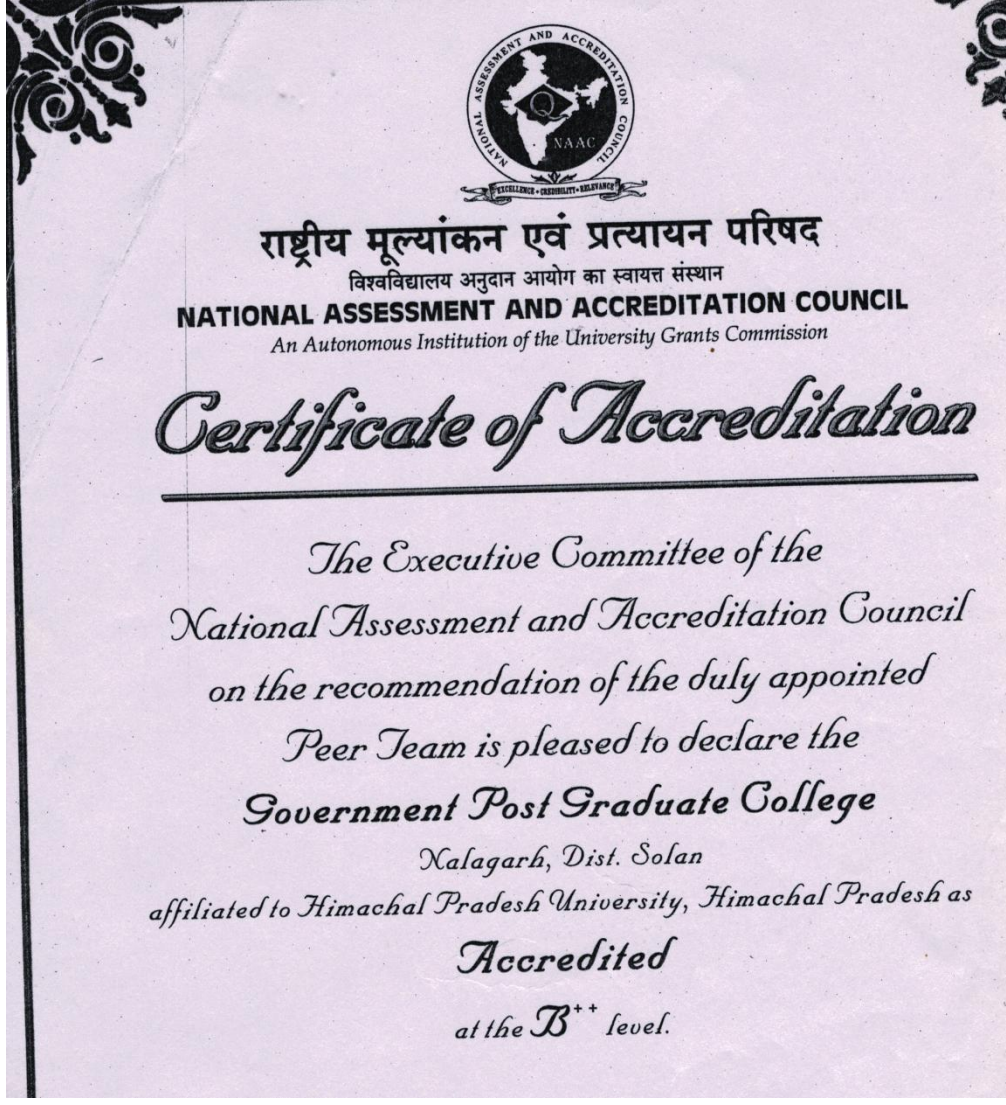 NATIONAL ASSESSMENT AND ACCREDITATION COUNCIL
Q
NAAC
EXCELLENCE • CREDIBILITY • RELEVANCE
राष्ट्रीय मूल्यांकन एवं प्रत्यायन परिषद
विश्वविद्यालय अनुदान आयोग का स्वायत्त संस्थान
NATIONAL ASSESSMENT AND ACCREDITATION COUNCIL
An Autonomous Institution of the University Grants Commission
Certificate of Accreditation
The Executive Committee of the
National Assessment and Accreditation Council
on the recommendation of the duly appointed
Peer Team is pleased to declare the
Government Post Graduate College
Nalagarh, Dist. Solan
affiliated to Himachal Pradesh University, Himachal Pradesh as
Accredited
at the B++ level.